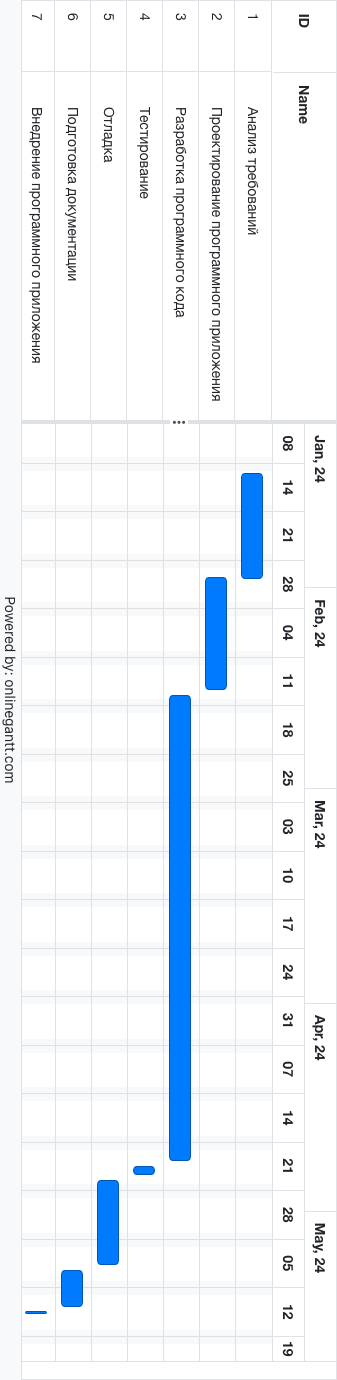 ID Name
Jan, 24 Feb, 24 Mar, 24 Apr, 24 May, 24
08 14 21 28 04 11 18 25 03 10 17 24 31 07 14 21 28 05 12 19
1 Анализ требований
2 Проектирование программного приложения
3 Разработка программного кода
4 Тестирование
5 Отладка
6 Подготовка документации
7 Внедрение программного приложения
Powered by: onlinegantt.com